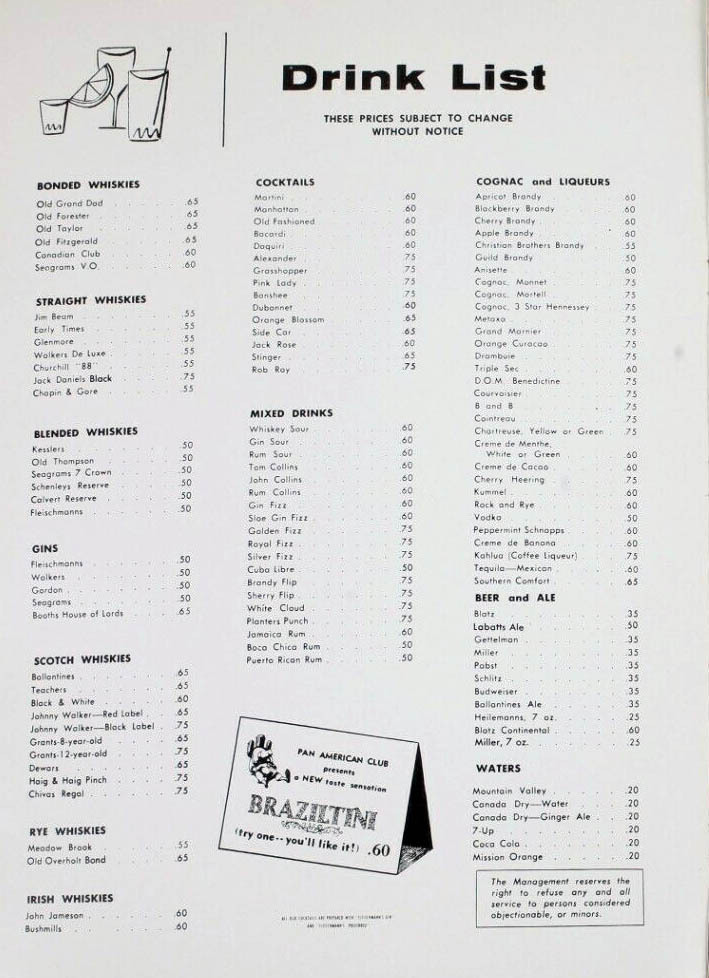 Drink List
THESE PRICES SUBJECT TO CHANGE
WITHOUT NOTICE
BONDED WHISKIES
Old Grand Dad .65
Old Forester .65
Old Taylor .65
Old Fitzgerald .65
Canadian Club .60
Seagrams V.O. .60
STRAIGHT WHISKIES
Jim Beam .55
Early Times .55
Glenmore .55
Walkers De Luxe .55
Churchill "88" .55
Jack Daniels Black .75
Chapin & Gore .55
BLENDED WHISKIES
Kesslers .50
Old Thompson .50
Seagrams 7 Crown .50
Schenleys Reserve .50
Calvert Reserve .50
Fleischmanns .50
GINS
Fleischmanns .50
Walkers .50
Gordon .50
Seagrams .50
Booths House of Lords .65
SCOTCH WHISKIES
Ballantines .65
Teachers .65
Black & White .60
Johnny Walker—Red Label .65
Johnny Walker—Black Label .75
Grants-8-year-old .65
Grants-12-year-old .75
Dewars .65
Haig & Haig Pinch .75
Chivas Regal .75
RYE WHISKIES
Meadow Brook .55
Old Overholt Bond .65
IRISH WHISKIES
John Jameson .60
Bushmills .60
COCKTAILS
Martini .60
Manhattan .60
Old Fashioned .60
Bacardi .60
Daquiri .60
Alexander .75
Grasshopper .75
Pink Lady .75
Banshee .75
Dubonnet .60
Orange Blossom .65
Side Car .65
Jack Rose .60
Stinger .65
Rob Roy .75
MIXED DRINKS
Whiskey Sour .60
Gin Sour .60
Rum Sour .60
Tom Collins .60
John Collins .60
Rum Collins .60
Gin Fizz .60
Sloe Gin Fizz .60
Golden Fizz .75
Royal Fizz .75
Silver Fizz .75
Cuba Libre .50
Brandy Flip .75
Sherry Flip .75
White Cloud .75
Planters Punch .75
Jamaica Rum .60
Boca Chica Rum .50
Puerto Rican Rum .50
PAN AMERICAN CLUB
presents
a NEW taste sensation
BRAZILTINI
(try one--you'll like it!) .60
COGNAC and LIQUEURS
Apricot Brandy .60
Blackberry Brandy .60
Cherry Brandy .60
Apple Brandy .60
Christian Brothers Brandy .55
Guild Brandy .50
Anisette .60
Cognac, Monnet .75
Cognac, Martell .75
Cognac, 3 Star Hennessey .75
Metaxa .75
Grand Marnier .75
Orange Curacao .75
Drambuie .75
Triple Sec .60
D.O.M. Benedictine .75
Courvoisier .75
B and B .75
Cointreau .75
Chartreuse, Yellow or Green .75
Creme de Menthe,
White or Green .60
Creme de Cacao .60
Cherry Heering .75
Kummel .60
Rock and Rye .60
Vodka .50
Peppermint Schnapps .60
Creme de Banana .60
Kahlua (Coffee Liqueur) .75
Tequila—Mexican .60
Southern Comfort .65
BEER and ALE
Blatz .35
Labatts Ale .50
Gettelman .35
Miller .35
Pabst .35
Schlitz .35
Budweiser .35
Ballantines Ale .35
Heilemanns, 7 oz. .25
Blatz Continental .60
Miller, 7 oz. .25
WATERS
Mountain Valley .20
Canada Dry—Water .20
Canada Dry—Ginger Ale .20
7-Up .20
Coca Cola .20
Mission Orange .20
The Management reserves the
right to refuse any and all
service to persons considered
objectionable, or minors.